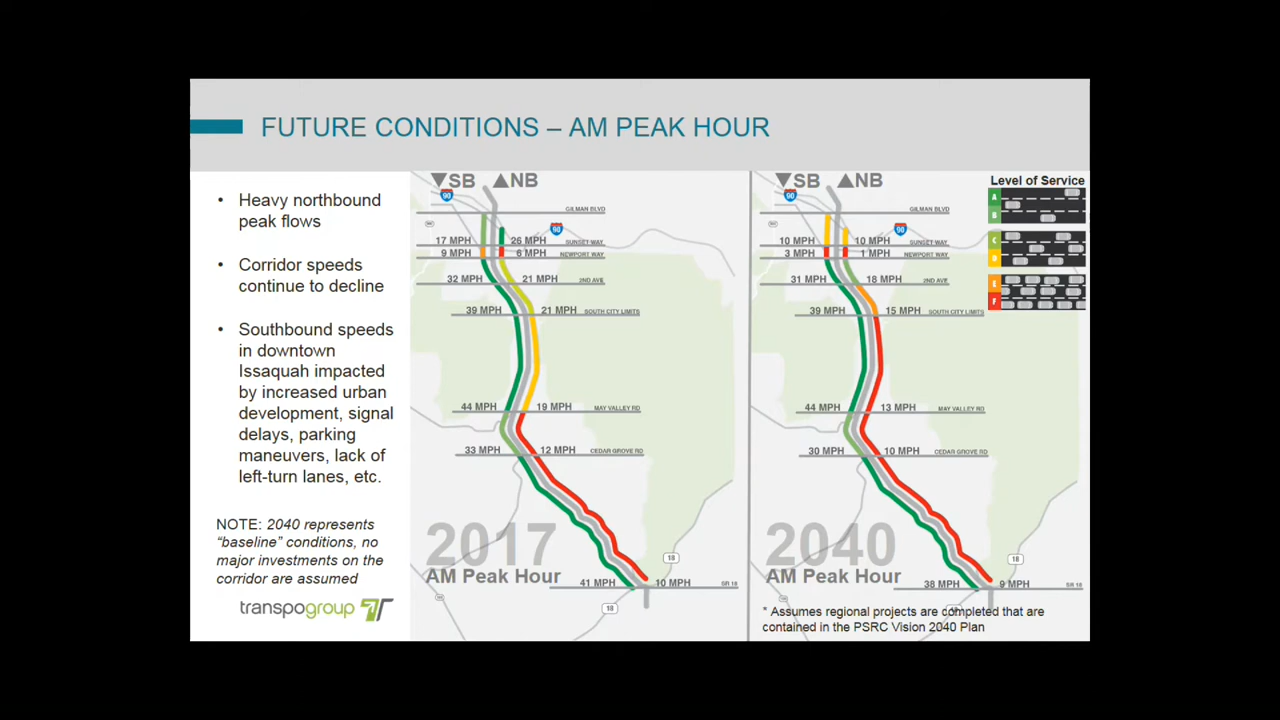 FUTURE CONDITIONS – AM PEAK HOUR
• Heavy northbound
peak flows
• Corridor speeds
continue to decline
• Southbound speeds
in downtown
Issaquah impacted
by increased urban
development, signal
delays, parking
maneuvers, lack of
left-turn lanes, etc.
NOTE: 2040 represents
“baseline” conditions, no
major investments on the
corridor are assumed
transpogroup
SB NB
90
GILMAN BLVD
90
17 MPH 26 MPH SUNSET WAY
9 MPH 6 MPH NEWPORT WAY
32 MPH 21 MPH 2ND AVE
39 MPH 21 MPH SOUTH CITY LIMITS
44 MPH 19 MPH MAY VALLEY RD
33 MPH 12 MPH CEDAR GROVE RD
2017
AM Peak Hour
18
41 MPH 10 MPH SR 18
18
SB NB
90
GILMAN BLVD
90
10 MPH 10 MPH SUNSET WAY
3 MPH 1 MPH NEWPORT WAY
31 MPH 18 MPH 2ND AVE
39 MPH 15 MPH SOUTH CITY LIMITS
44 MPH 13 MPH MAY VALLEY RD
30 MPH 10 MPH CEDAR GROVE RD
2040
AM Peak Hour
18
38 MPH 9 MPH SR 18
* Assumes regional projects are completed that are
contained in the PSRC Vision 2040 Plan
Level of Service
A
B
C
D
E
F